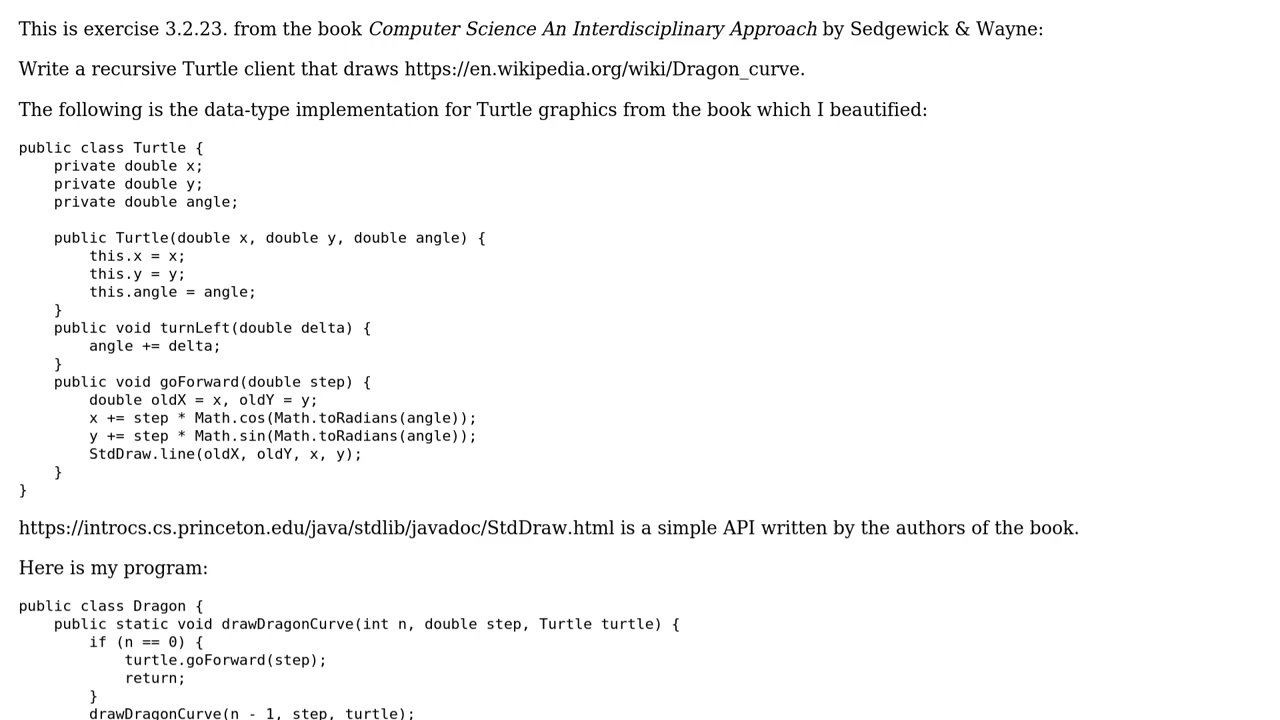 This is exercise 3.2.23. from the book Computer Science An Interdisciplinary Approach by Sedgewick & Wayne:
Write a recursive Turtle client that draws https://en.wikipedia.org/wiki/Dragon_curve.
The following is the data-type implementation for Turtle graphics from the book which I beautified:
public class Turtle {
    private double x;
    private double y;
    private double angle;

    public Turtle(double x, double y, double angle) {
        this.x = x;
        this.y = y;
        this.angle = angle;
    }
    public void turnLeft(double delta) {
        angle += delta;
    }
    public void goForward(double step) {
        double oldX = x, oldY = y;
        x += step * Math.cos(Math.toRadians(angle));
        y += step * Math.sin(Math.toRadians(angle));
        StdDraw.line(oldX, oldY, x, y);
    }
}
https://introcs.cs.princeton.edu/java/stdlib/javadoc/StdDraw.html is a simple API written by the authors of the book.
Here is my program:
public class Dragon {
    public static void drawDragonCurve(int n, double step, Turtle turtle) {
        if (n == 0) {
            turtle.goForward(step);
            return;
        }
        drawDragonCurve(n - 1, step, turtle);